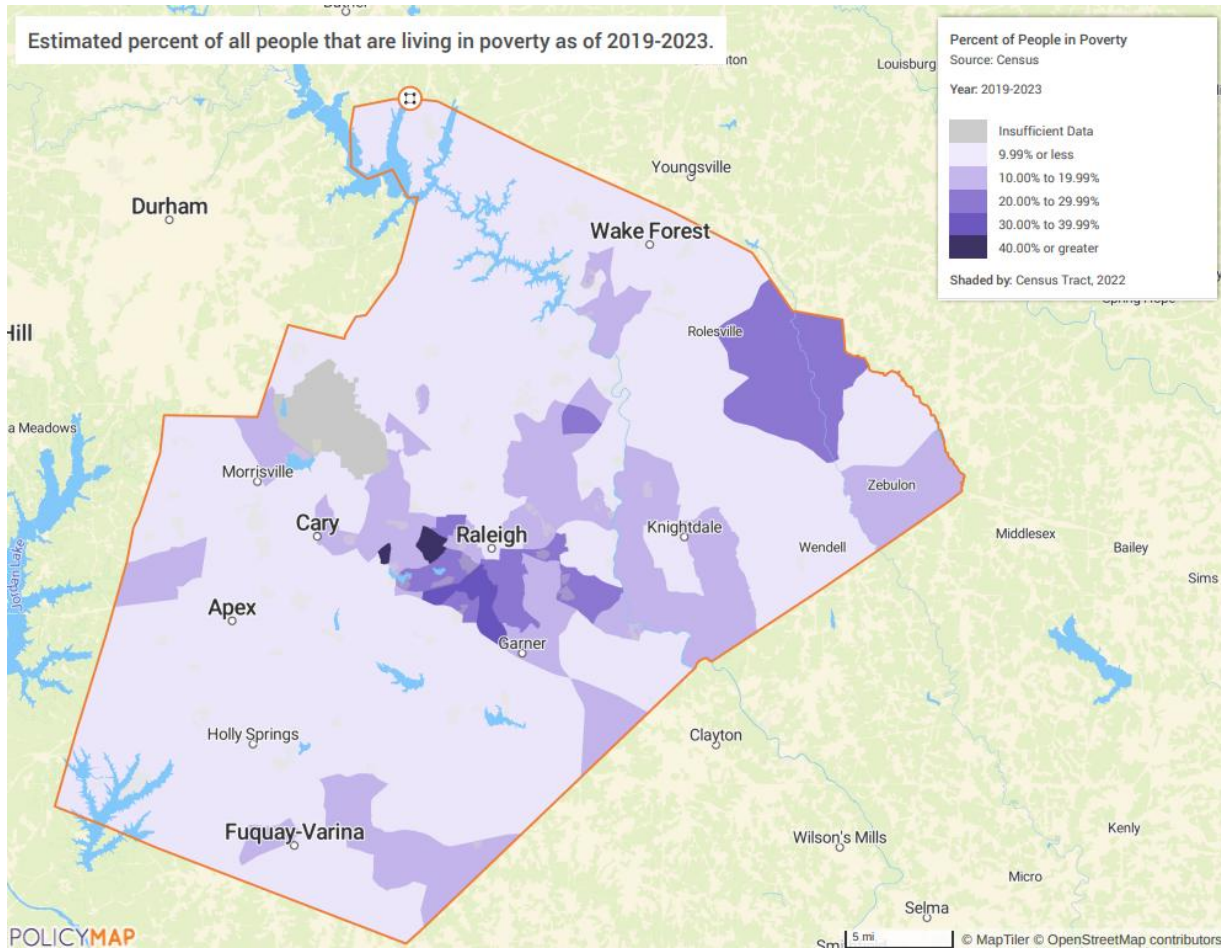 Estimated percent of all people that are living in poverty as of 2019-2023.
Percent of People in Poverty
Source: Census
Year: 2019-2023
Insufficient Data
9.99% or less
10.00% to 19.99%
20.00% to 29.99%
30.00% to 39.99%
40.00% or greater
Shaded by: Census Tract, 2022
Louisburg
Youngsville
Durham
Wake Forest
Rolesville
Hill
a Meadows
Morrisville
Zebulon
Cary
Raleigh
Knightdale
Wendell
Middlesex
Bailey
Sims
Jordan Lake
Apex
Garner
Holly Springs
Clayton
Fuquay-Varina
Wilson's Mills
Kenly
Micro
Selma
POLICYMAP
5 mi
© MapTiler © OpenStreetMap contributors